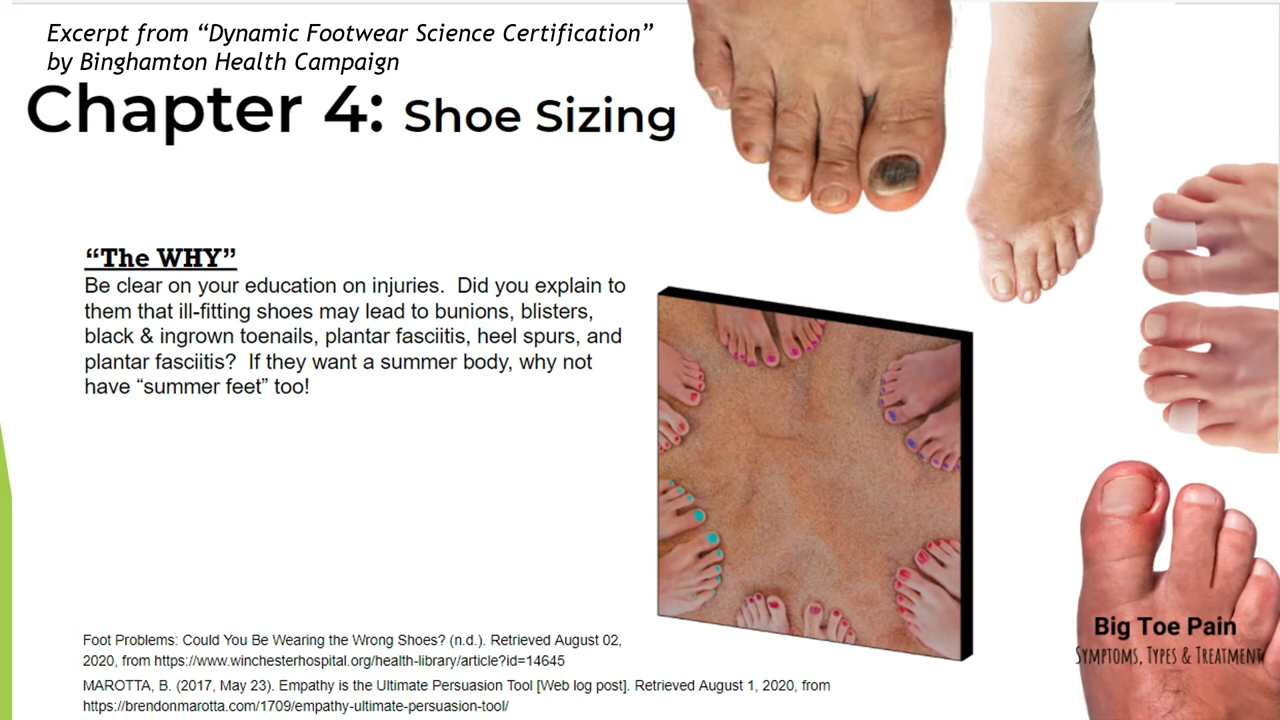 Excerpt from “Dynamic Footwear Science Certification”
by Binghamton Health Campaign
Chapter 4: Shoe Sizing
“The WHY”
Be clear on your education on injuries.  Did you explain to
them that ill-fitting shoes may lead to bunions, blisters,
black & ingrown toenails, plantar fasciitis, heel spurs, and
plantar fasciitis?  If they want a summer body, why not
have “summer feet” too!
Big Toe Pain
Symptoms, Types & Treatment
Foot Problems: Could You Be Wearing the Wrong Shoes? (n.d.). Retrieved August 02,
2020, from https://www.winchesterhospital.org/health-library/article?id=14645
MAROTTA, B. (2017, May 23). Empathy is the Ultimate Persuasion Tool [Web log post]. Retrieved August 1, 2020, from
https://brendonmarotta.com/1709/empathy-ultimate-persuasion-tool/